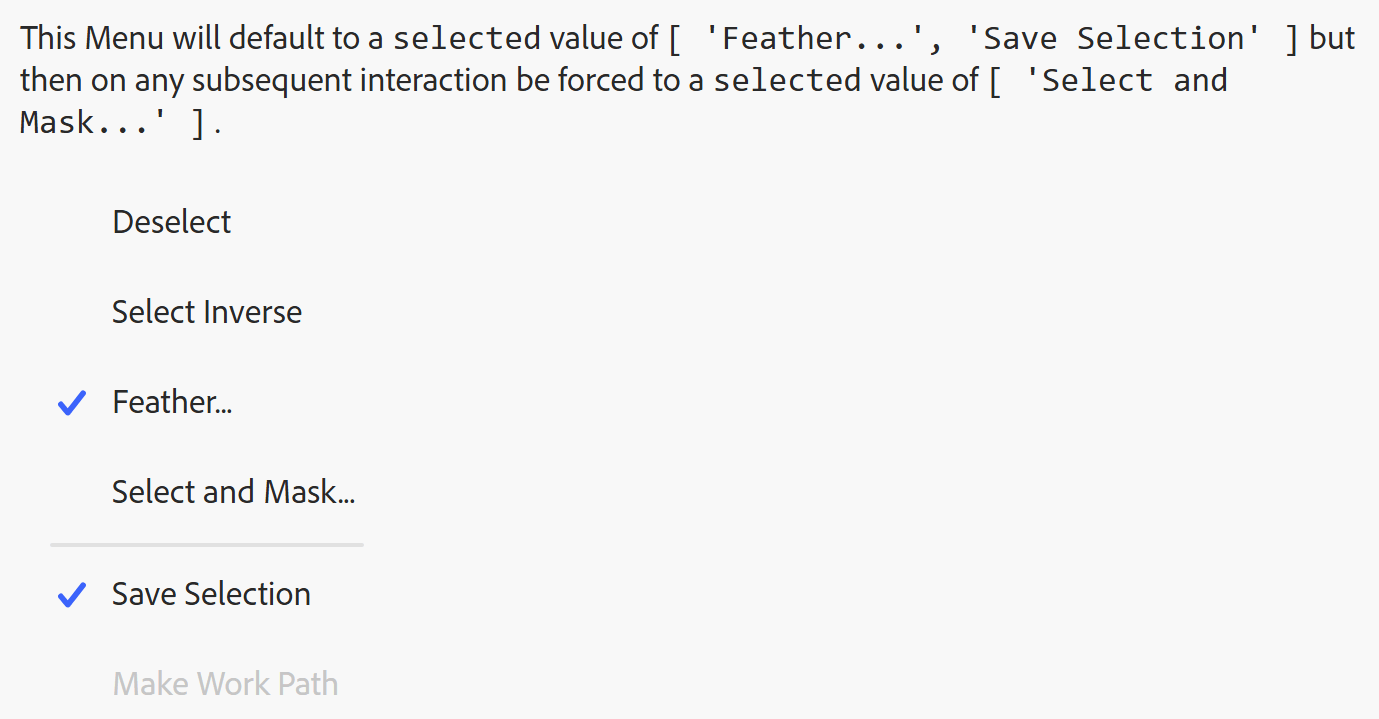 This Menu will default to a selected value of [ 'Feather...', 'Save Selection' ] but
then on any subsequent interaction be forced to a selected value of [ 'Select and
Mask...' ].
Deselect
Select Inverse
Feather...
Select and Mask...
Save Selection
Make Work Path